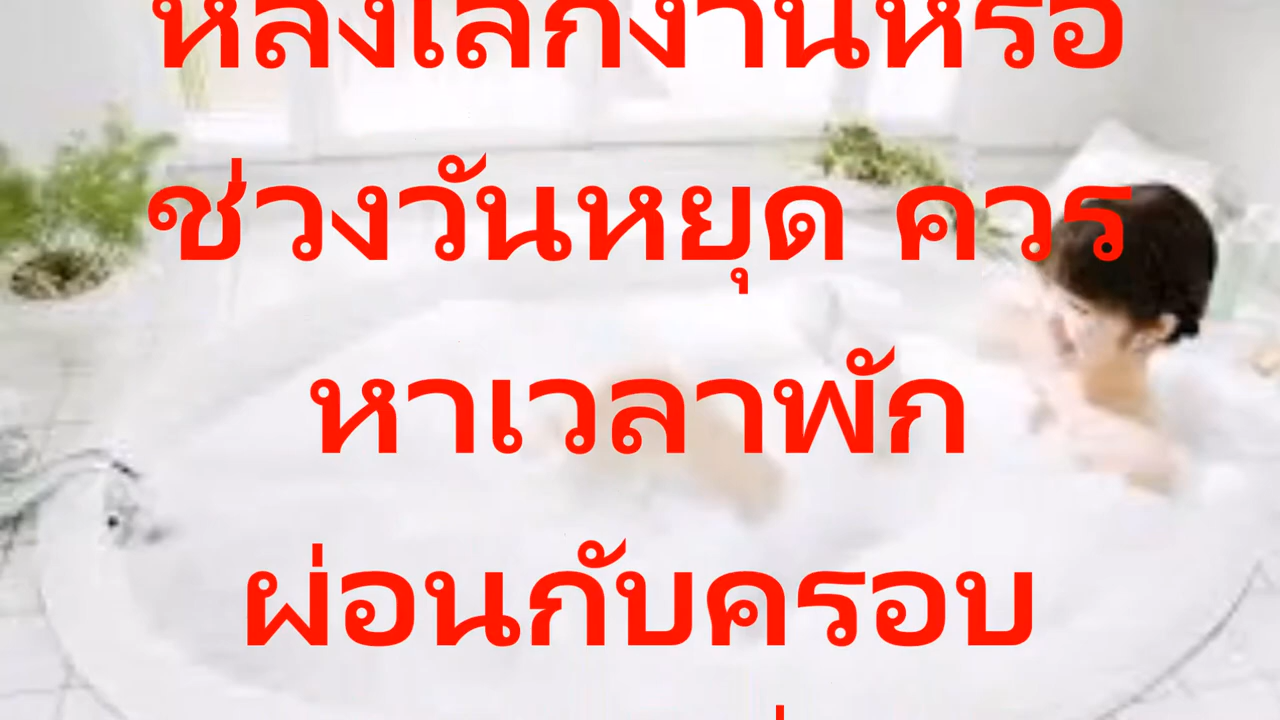 หลังเลิกงานหรือ
ช่วงวันหยุด ควร
หาเวลาพัก
ผ่อนกับครอบ